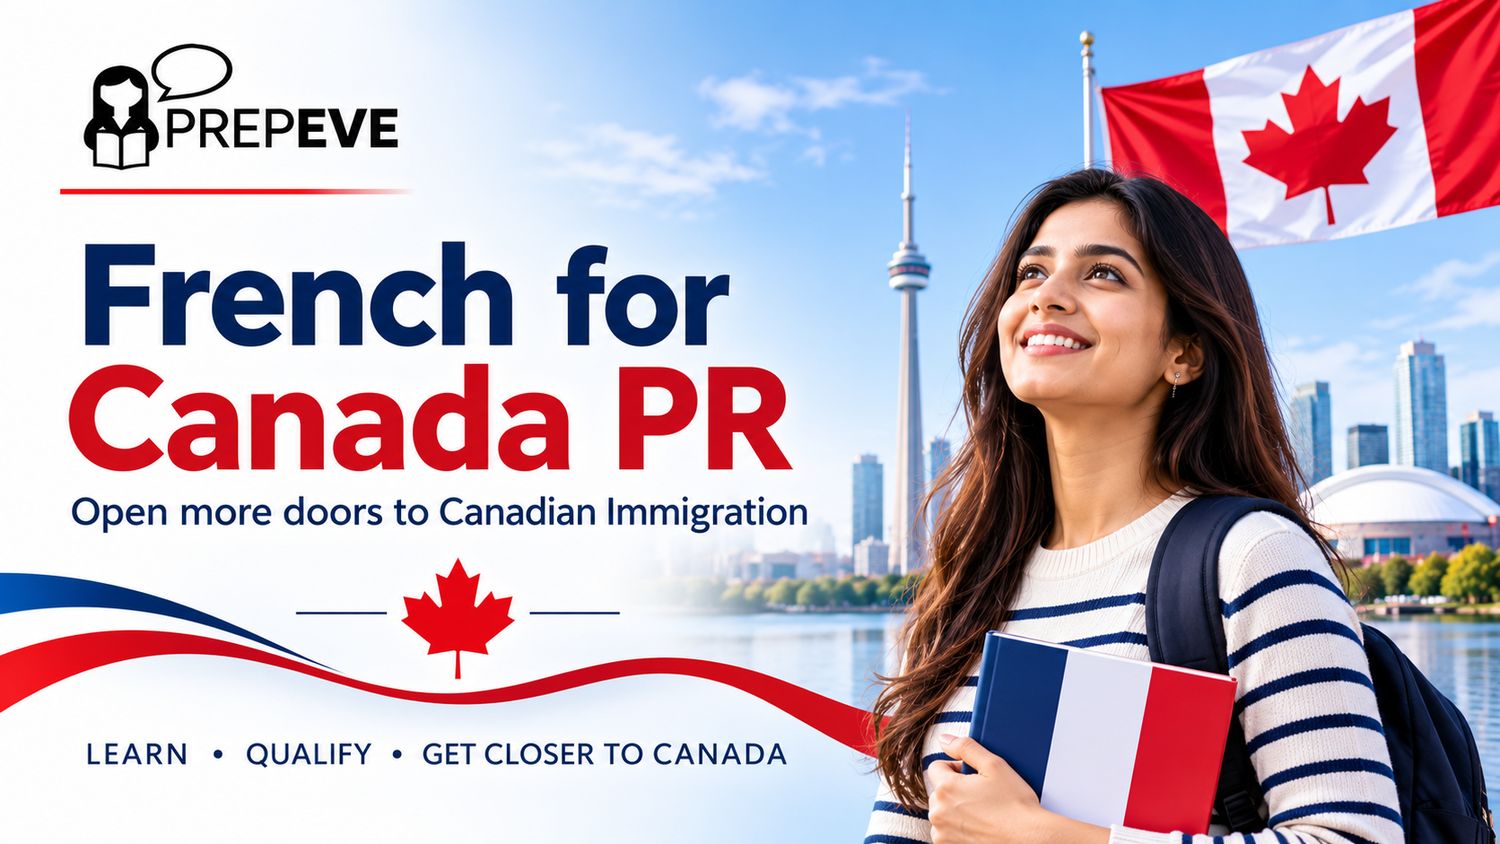 PREPEVE
French for
Canada PR
Open more doors to Canadian Immigration
LEARN • QUALIFY • GET CLOSER TO CANADA